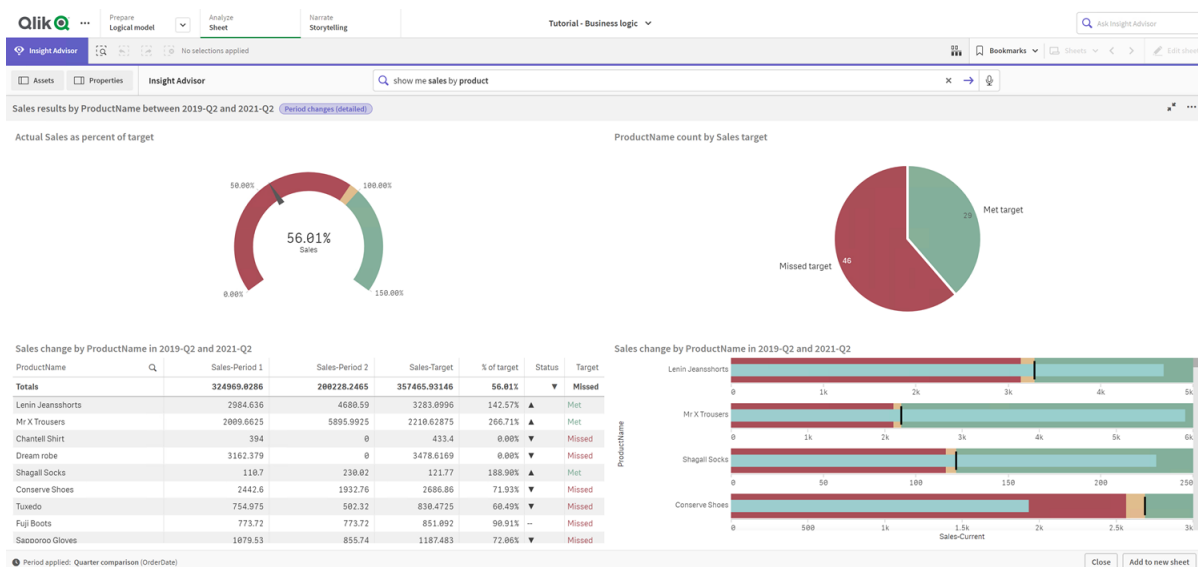 Qlik ... Prepare Logical model Analyze Sheet Narrate Storytelling Tutorial - Business logic Ask Insight Advisor
Insight Advisor No selections applied Bookmarks Sheets Edit sheet
Assets Properties Insight Advisor show me sales by product
Sales results by ProductName between 2019-Q2 and 2021-Q2 Period changes (detailed) ...
Actual Sales as percent of target
50.00% 100.00%
56.01%
Sales
0.00% 150.00%
ProductName count by Sales target
Met target
Missed target 46
Sales change by ProductName in 2019-Q2 and 2021-Q2
ProductName Sales-Period 1 Sales-Period 2 Sales-Target % of target Status Target
Totals 324969.0286 200228.2465 357465.93146 56.01% ▼ Missed
Lenin Jeansshorts 2984.636 4680.59 3283.0996 142.57% ▲ Met
Mr X Trousers 2009.6625 5895.9925 2210.62875 266.71% ▲ Met
Chantell Shirt 394 0 433.4 0.00% ▼ Missed
Dream robe 3162.379 0 3478.6169 0.00% ▼ Missed
Shagall Socks 110.7 230.02 121.77 188.90% ▲ Met
Conserve Shoes 2442.6 1932.76 2686.86 71.93% ▼ Missed
Tuxedo 754.975 502.32 830.4725 60.49% ▼ Missed
Fuji Boots 773.72 773.72 851.092 90.91% -- Missed
Sapporoo Gloves 1079.53 855.74 1187.483 72.06% ▼ Missed
Sales change by ProductName in 2019-Q2 and 2021-Q2
ProductName
Lenin Jeansshorts
0 1k 2k 3k 4k 5k
Mr X Trousers
0 1k 2k 3k 4k 5k 6k
Shagall Socks
0 50 100 150 200 250
Conserve Shoes
0 500 1k 1.5k 2k 2.5k 3k
Sales-Current
Period applied: Quarter comparison (OrderDate) Close Add to new sheet